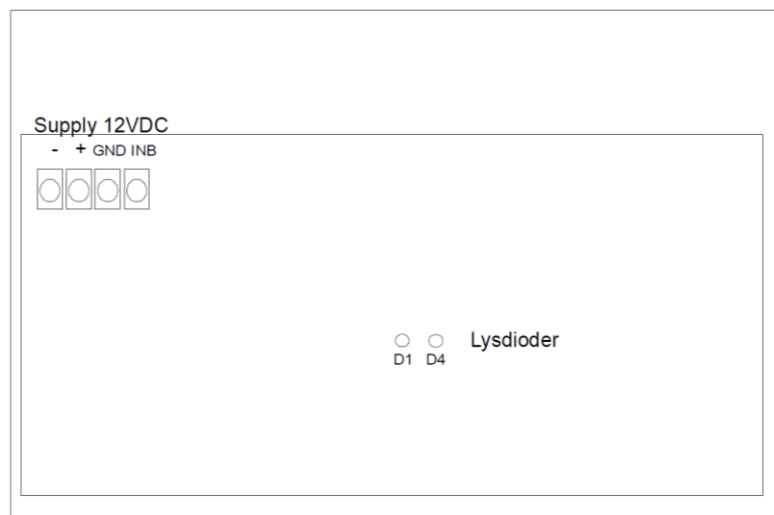 Supply 12VDC
- + GND INB
Lysdioder
D1 D4